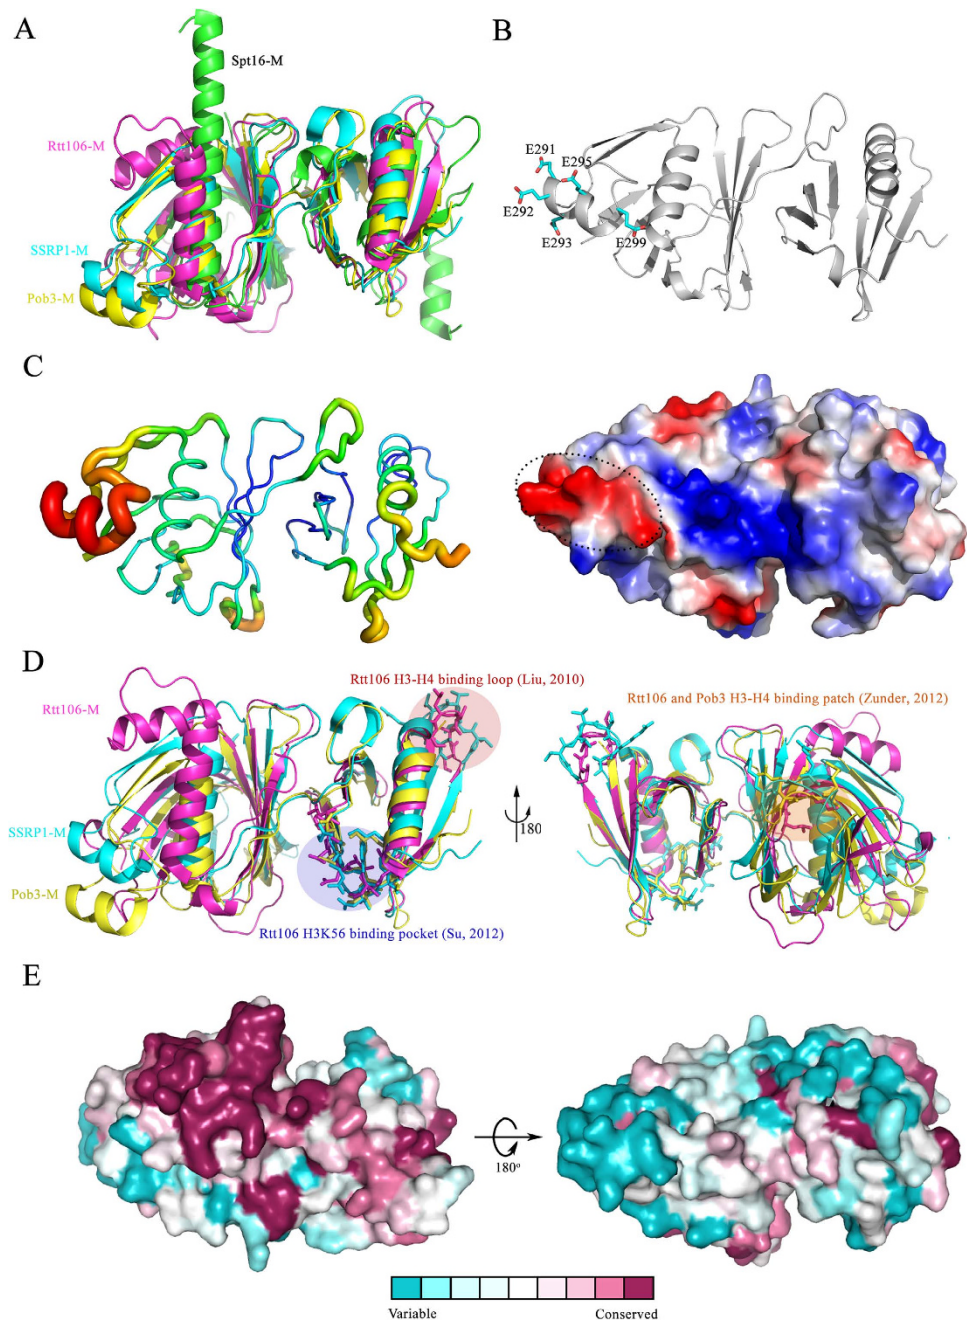 A
Spt16-M
Rtt106-M
SSRP1-M
Pob3-M
B
E291
E295
E292
E293
E299
C
D
Rtt106 H3-H4 binding loop (Liu, 2010)
Rtt106-M
Rtt106 and Pob3 H3-H4 binding patch (Zunder, 2012)
SSRP1-M
180
Pob3-M
Rtt106 H3K56 binding pocket (Su, 2012)
E
180°
Variable Conserved